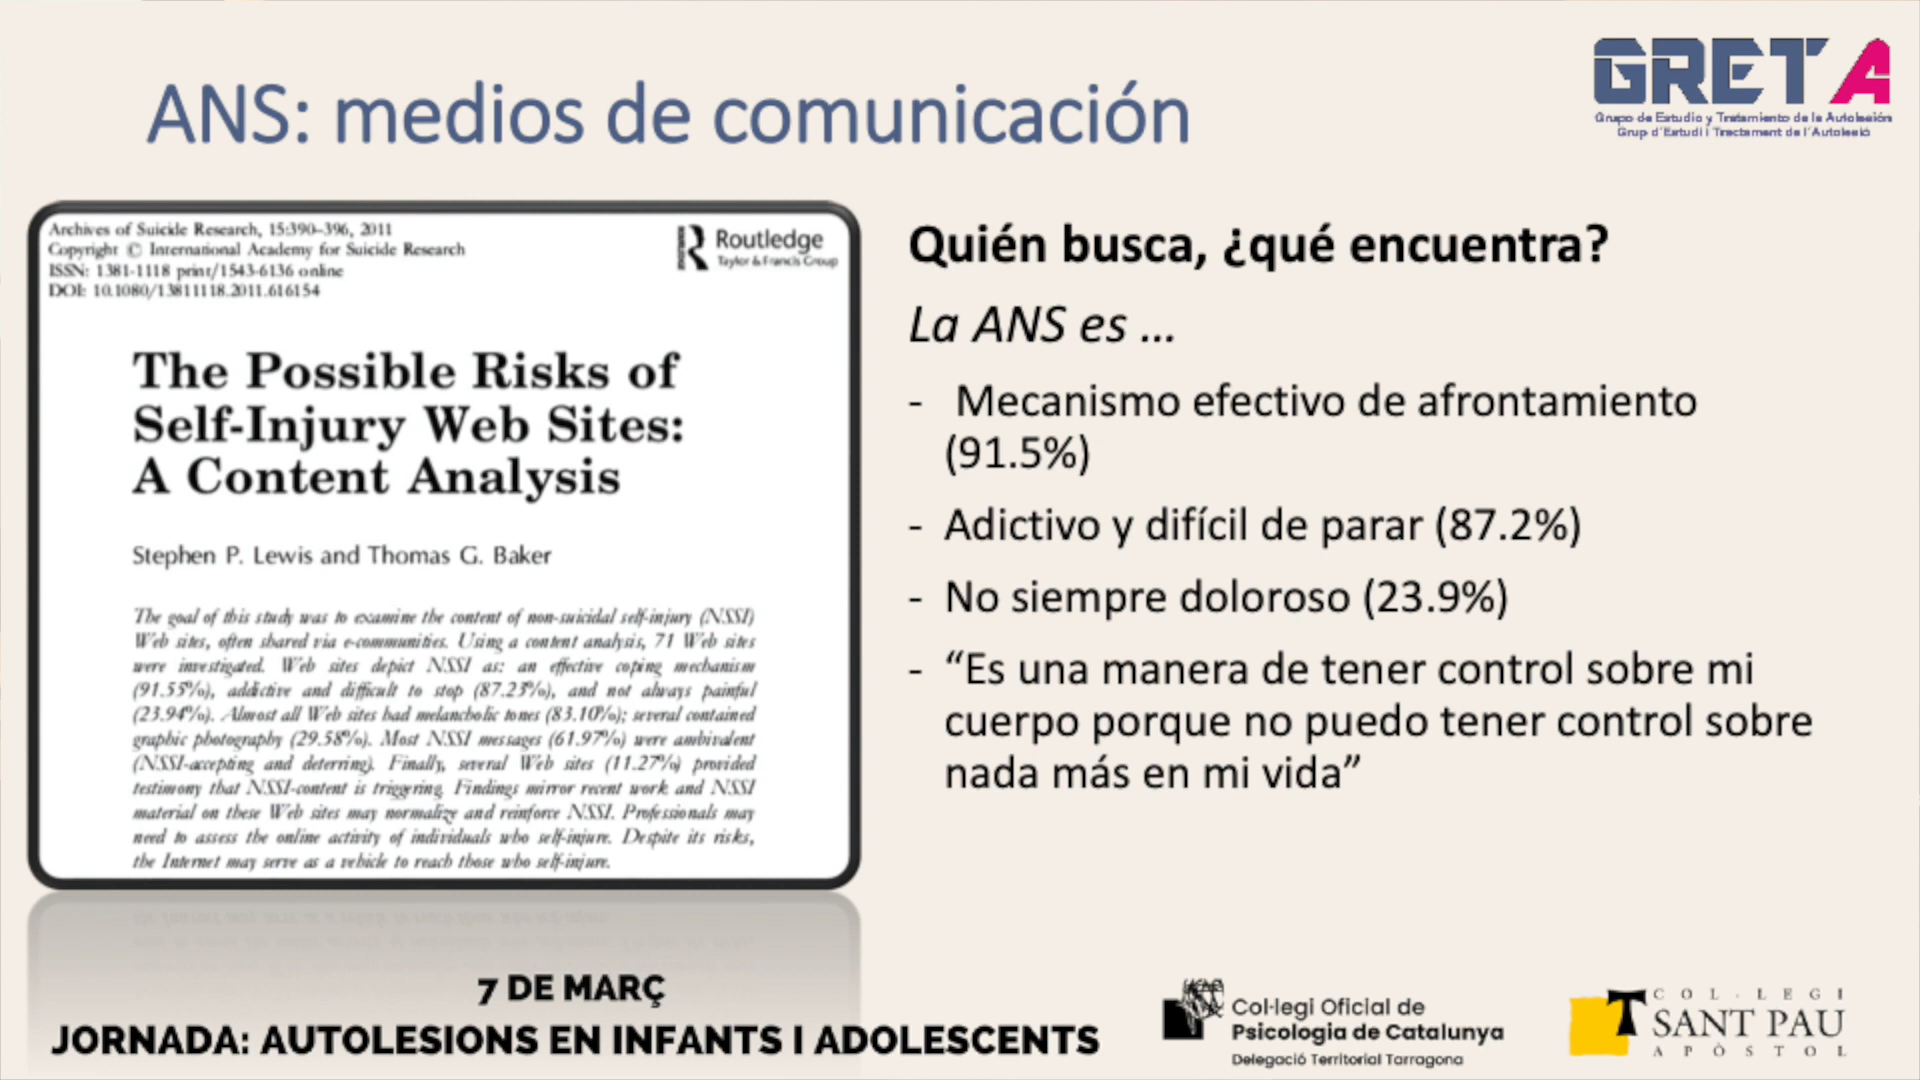 ANS: medios de comunicación
GRETA
Grupo de Estudio y Tratamiento de la Autolesión
Grup d'Estudi i Tractament de l'Autolesió
Archives of Suicide Research, 15:390–396, 2011
Copyright © International Academy for Suicide Research
ISSN: 1381-1118 print/1543-6136 online
DOI: 10.1080/13811118.2011.616154
Routledge
Taylor & Francis Group
The Possible Risks of
Self-Injury Web Sites:
A Content Analysis
Stephen P. Lewis and Thomas G. Baker
The goal of this study was to examine the content of non-suicidal self-injury (NSSI)
Web sites, often shared via e-communities. Using a content analysis, 71 Web sites
were investigated. Web sites depict NSSI as: an effective coping mechanism
(91.55%), addictive and difficult to stop (87.23%), and not always painful
(23.94%). Almost all Web sites had melancholic tones (83.10%); several contained
graphic photography (29.58%). Most NSSI messages (61.97%) were ambivalent
(NSSI-accepting and deterring). Finally, several Web sites (11.27%) provided
testimony that NSSI-content is triggering. Findings mirror recent work and NSSI
material on these Web sites may normalize and reinforce NSSI. Professionals may
need to assess the online activity of individuals who self-injure. Despite its risks,
the Internet may serve as a vehicle to reach those who self-injure.
Quién busca, ¿qué encuentra?
La ANS es ...
- Mecanismo efectivo de afrontamiento
(91.5%)
- Adictivo y difícil de parar (87.2%)
- No siempre doloroso (23.9%)
- “Es una manera de tener control sobre mi
cuerpo porque no puedo tener control sobre
nada más en mi vida”
7 DE MARÇ
JORNADA: AUTOLESIONS EN INFANTS I ADOLESCENTS
Col·legi Oficial de
Psicologia de Catalunya
Delegació Territorial Tarragona
COL·LEGI
SANT PAU
APÒSTOL